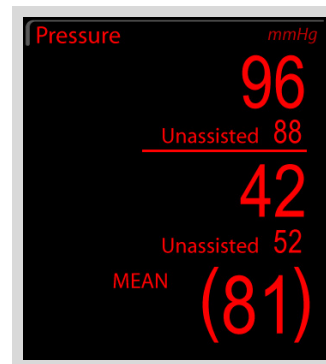 Pressure mmHg
96
Unassisted 88
42
Unassisted 52
MEAN (81)